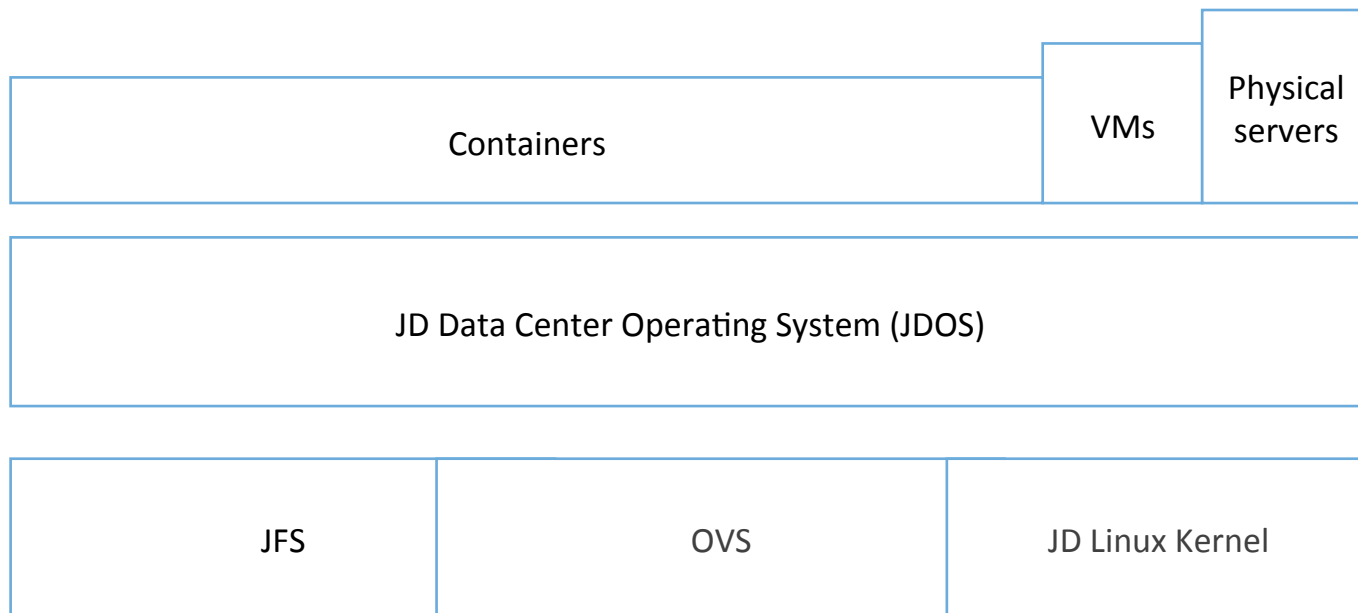 Physical
servers
VMs
Containers
JD Data Center Operating System (JDOS)
JFS
OVS
JD Linux Kernel